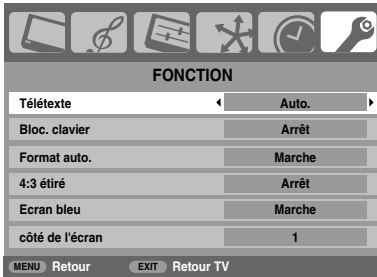 FONCTION
Télétexte Auto.
Bloc. clavier Arrêt
Format auto. Marche
4:3 étiré Arrêt
Ecran bleu Marche
côté de l'écran 1
MENU Retour EXIT Retour TV